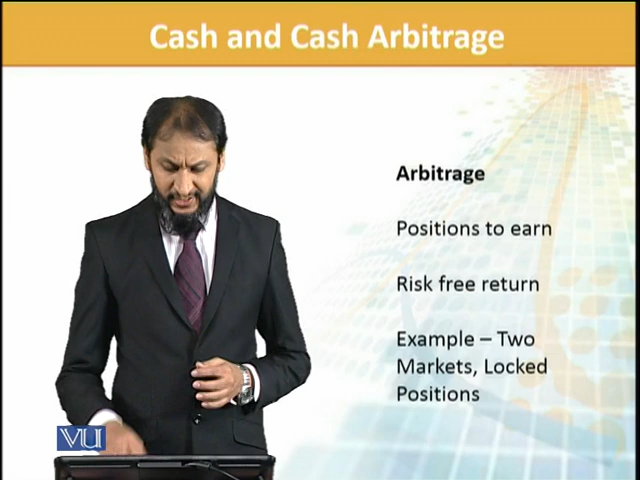 Cash and Cash Arbitrage
Arbitrage
Positions to earn
Risk free return
Example – Two
Markets, Locked
Positions
VU